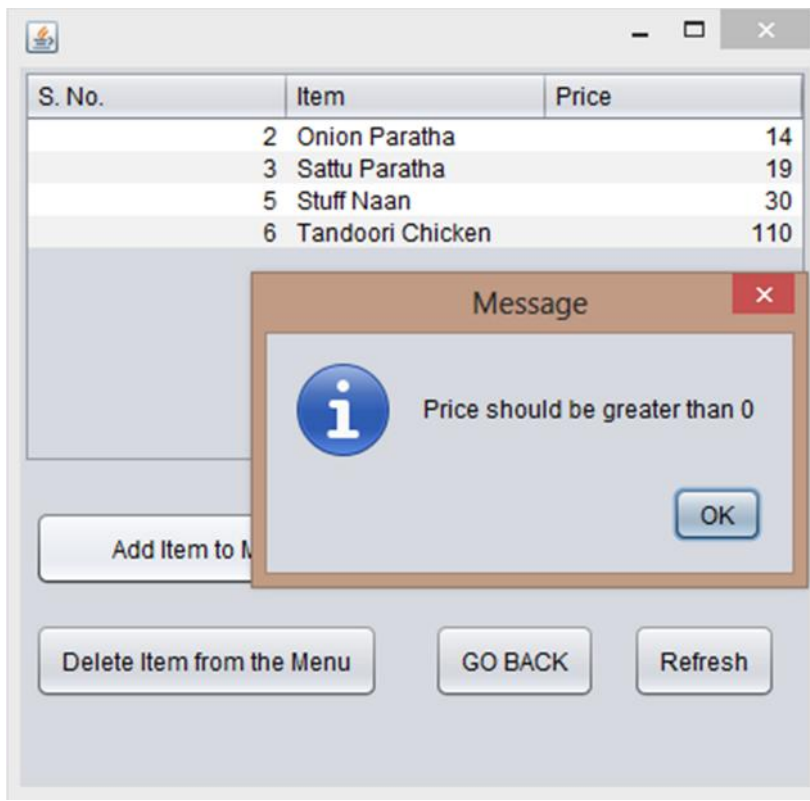 S. No. Item Price
2 Onion Paratha 14
3 Sattu Paratha 19
5 Stuff Naan 30
6 Tandoori Chicken 110
Message
Price should be greater than 0
OK
Add Item to
Delete Item from the Menu GO BACK Refresh